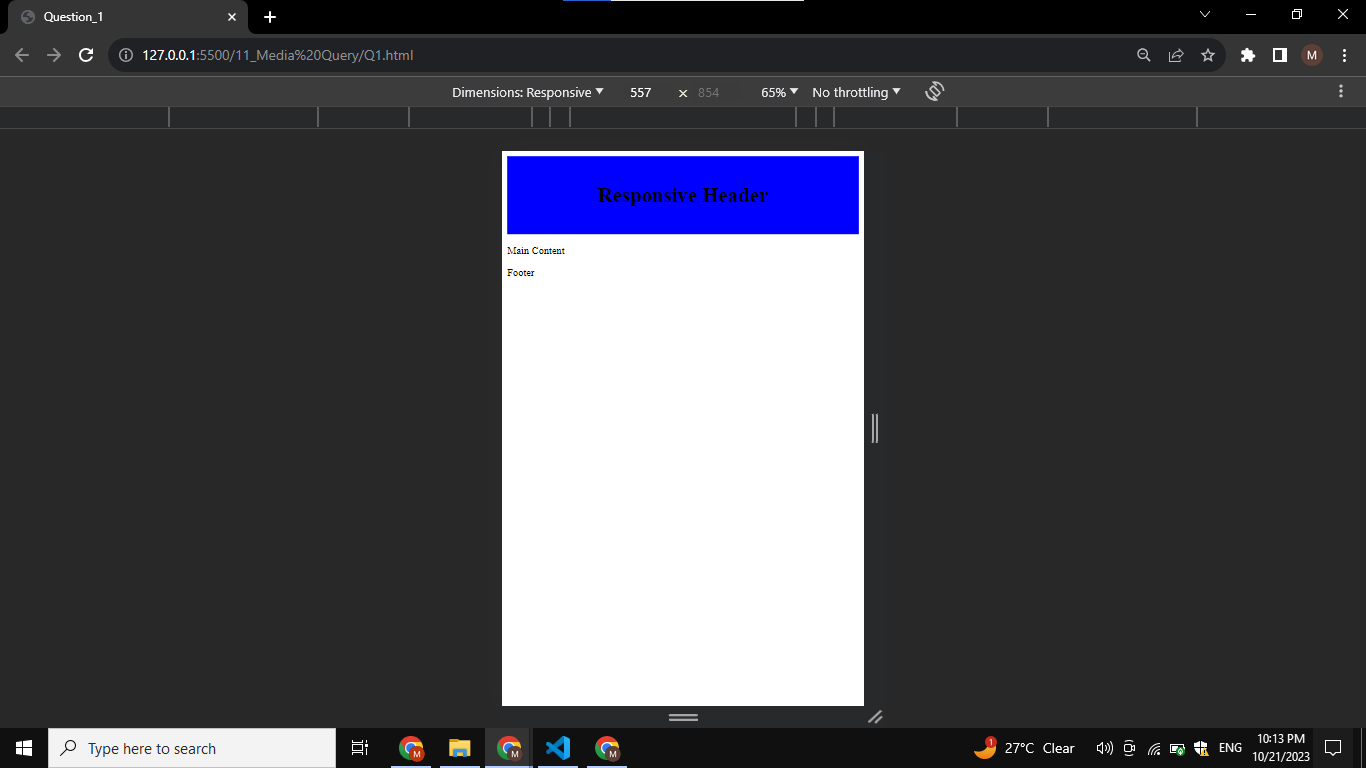 Question_1
127.0.0.1:5500/11_Media%20Query/Q1.html
M
Dimensions: Responsive 557 × 854 65% No throttling
Responsive Header
Main Content
Footer
Type here to search
M
M
M
1
27°C Clear
ENG
10:13 PM
10/21/2023